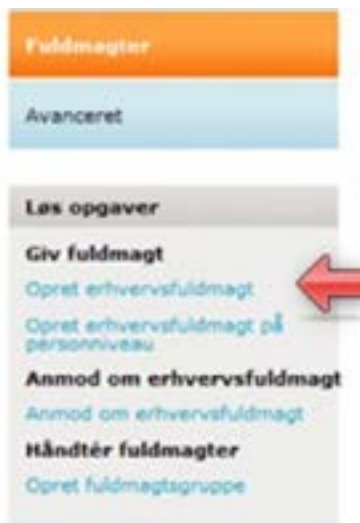 Fuldmagter
Avanceret
Løs opgaver
Giv fuldmagt
Opret erhvervsfuldmagt
Opret erhvervsfuldmagt på
personniveau
Anmod om erhvervsfuldmagt
Anmod om erhvervsfuldmagt
Håndtér fuldmagter
Opret fuldmagtsgruppe